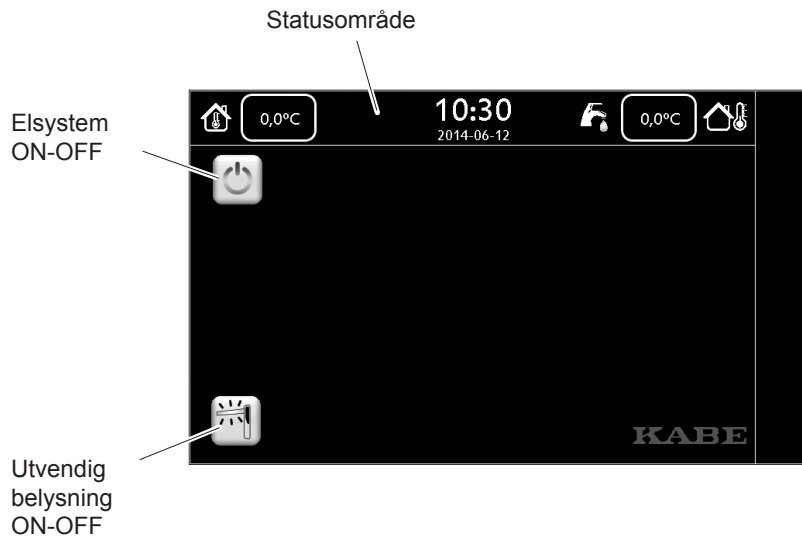 Statusområde
Elsystem
ON-OFF
0,0°C
10:30
2014-06-12
0,0°C
KABE
Utvendig
belysning
ON-OFF